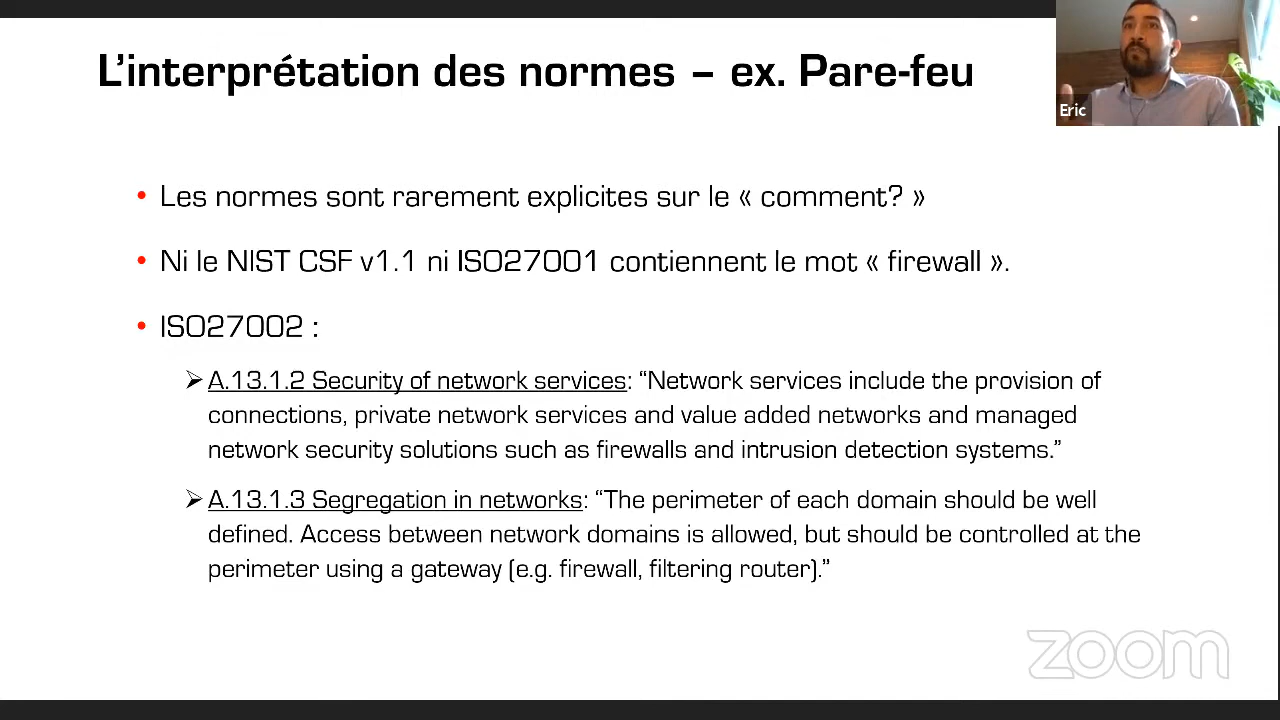 L'interprétation des normes – ex. Pare-feu
Eric
• Les normes sont rarement explicites sur le « comment? »
• Ni le NIST CSF v1.1 ni ISO27001 contiennent le mot « firewall ».
• ISO27002 :
➢ A.13.1.2 Security of network services: “Network services include the provision of
connections, private network services and value added networks and managed
network security solutions such as firewalls and intrusion detection systems.”
➢ A.13.1.3 Segregation in networks: “The perimeter of each domain should be well
defined. Access between network domains is allowed, but should be controlled at the
perimeter using a gateway (e.g. firewall, filtering router).”
zoom